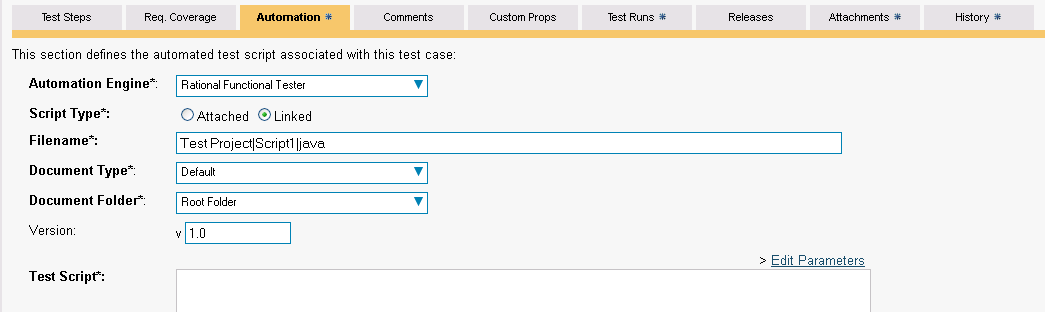 Test Steps Req. Coverage Automation * Comments Custom Props Test Runs * Releases Attachments * History *
This section defines the automated test script associated with this test case:
Automation Engine*: Rational Functional Tester
Script Type*: Attached Linked
Filename*: Test Project|Script1|java
Document Type*: Default
Document Folder*: Root Folder
Version: v 1.0
> Edit Parameters
Test Script*: